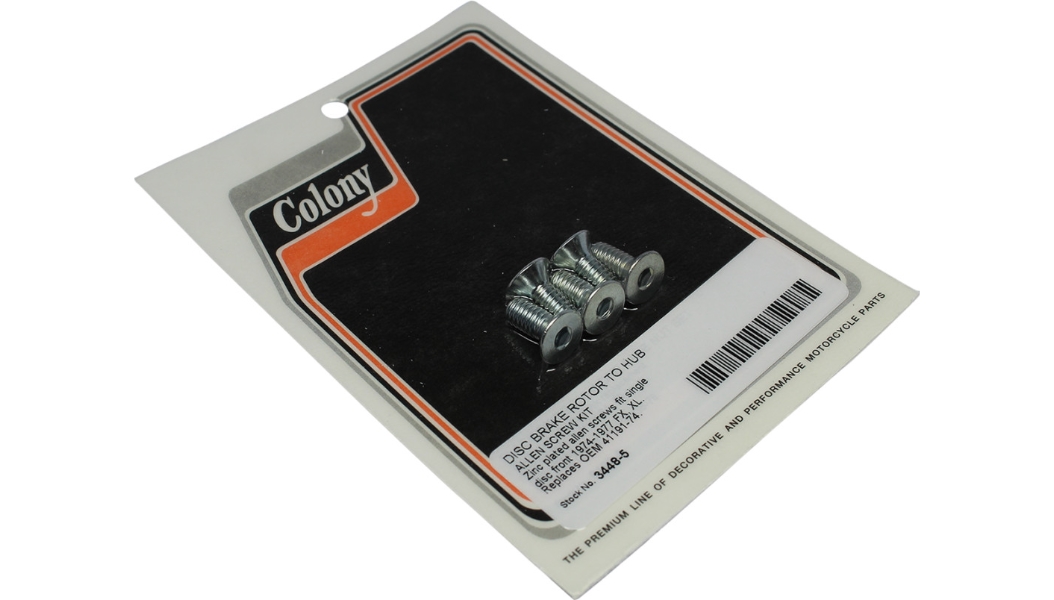 Colony
DISC BRAKE ROTOR TO HUB
ALLEN SCREW KIT
Zinc plated allen screws fit single
disc front 1974-1977 FX, XL.
Replaces OEM 41191-74.
Stock No. 3448-5
THE PREMIUM LINE OF DECORATIVE AND PERFORMANCE MOTORCYCLE PARTS